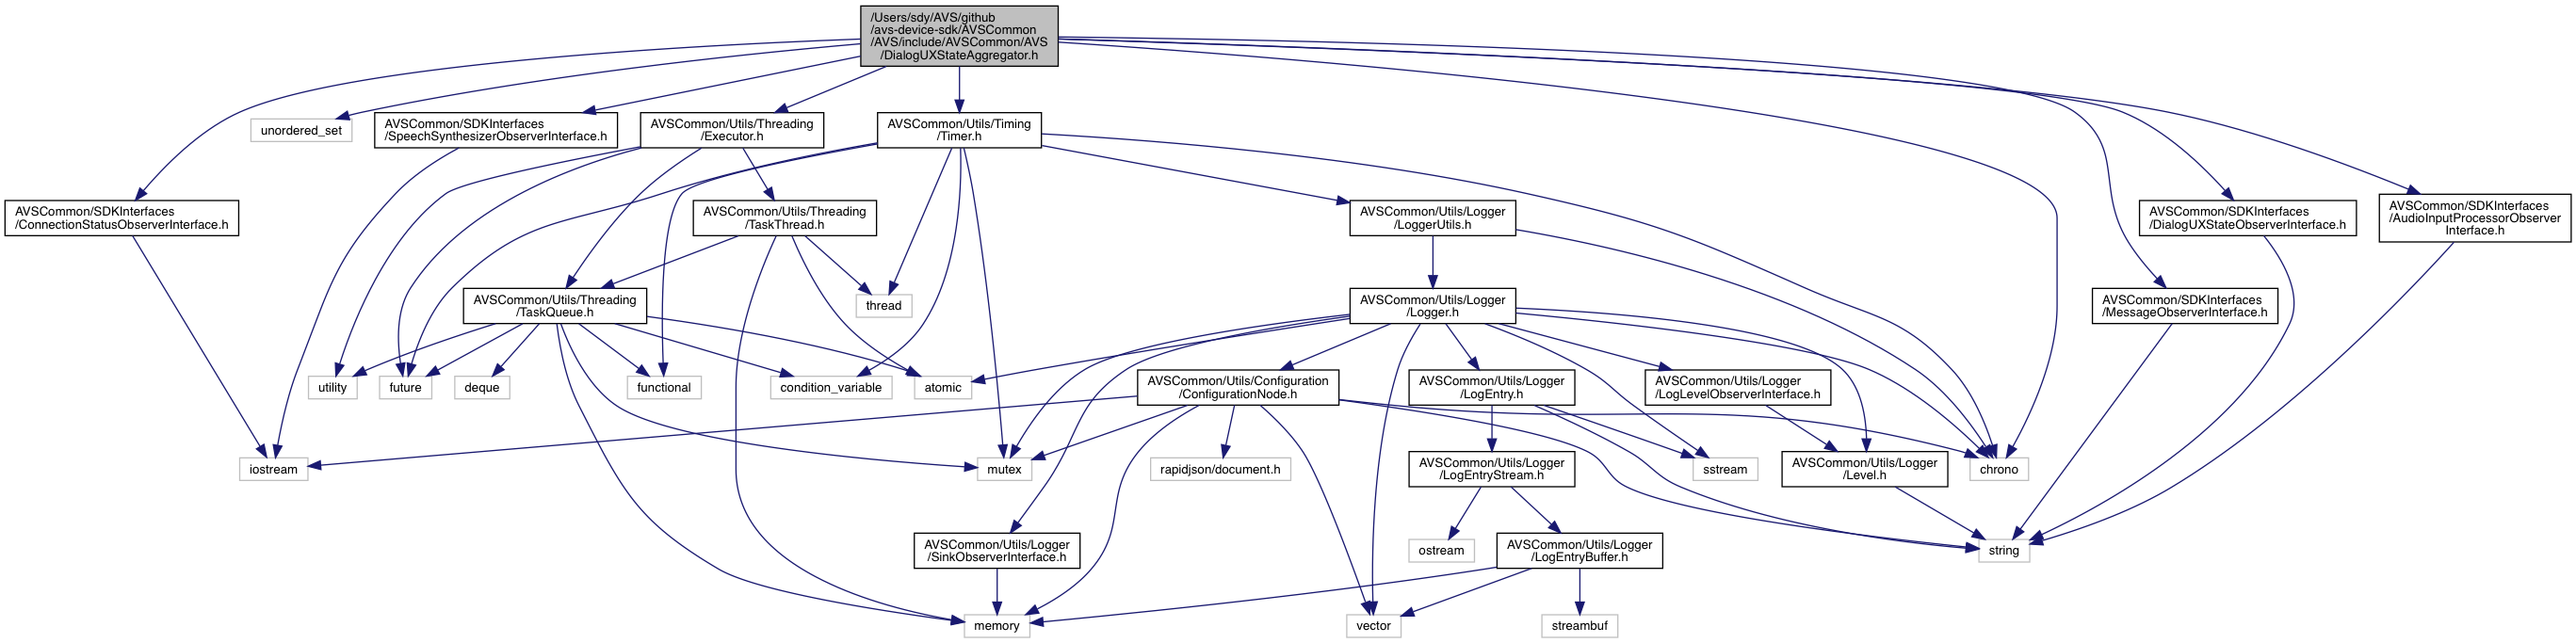 /Users/sdy/AVS/github
/avs-device-sdk/AVSCommon
/AVS/include/AVSCommon/AVS
/DialogUXStateAggregator.h
unordered_set
AVSCommon/SDKInterfaces
/SpeechSynthesizerObserverInterface.h
AVSCommon/Utils/Threading
/Executor.h
AVSCommon/Utils/Timing
/Timer.h
AVSCommon/SDKInterfaces
/ConnectionStatusObserverInterface.h
AVSCommon/Utils/Threading
/TaskThread.h
AVSCommon/Utils/Logger
/LoggerUtils.h
AVSCommon/SDKInterfaces
/DialogUXStateObserverInterface.h
AVSCommon/SDKInterfaces
/AudioInputProcessorObserver
Interface.h
AVSCommon/Utils/Threading
/TaskQueue.h
thread
AVSCommon/Utils/Logger
/Logger.h
AVSCommon/SDKInterfaces
/MessageObserverInterface.h
utility
future
deque
functional
condition_variable
atomic
AVSCommon/Utils/Configuration
/ConfigurationNode.h
AVSCommon/Utils/Logger
/LogEntry.h
AVSCommon/Utils/Logger
/LogLevelObserverInterface.h
iostream
mutex
rapidjson/document.h
AVSCommon/Utils/Logger
/LogEntryStream.h
sstream
AVSCommon/Utils/Logger
/Level.h
chrono
AVSCommon/Utils/Logger
/SinkObserverInterface.h
ostream
AVSCommon/Utils/Logger
/LogEntryBuffer.h
string
memory
vector
streambuf